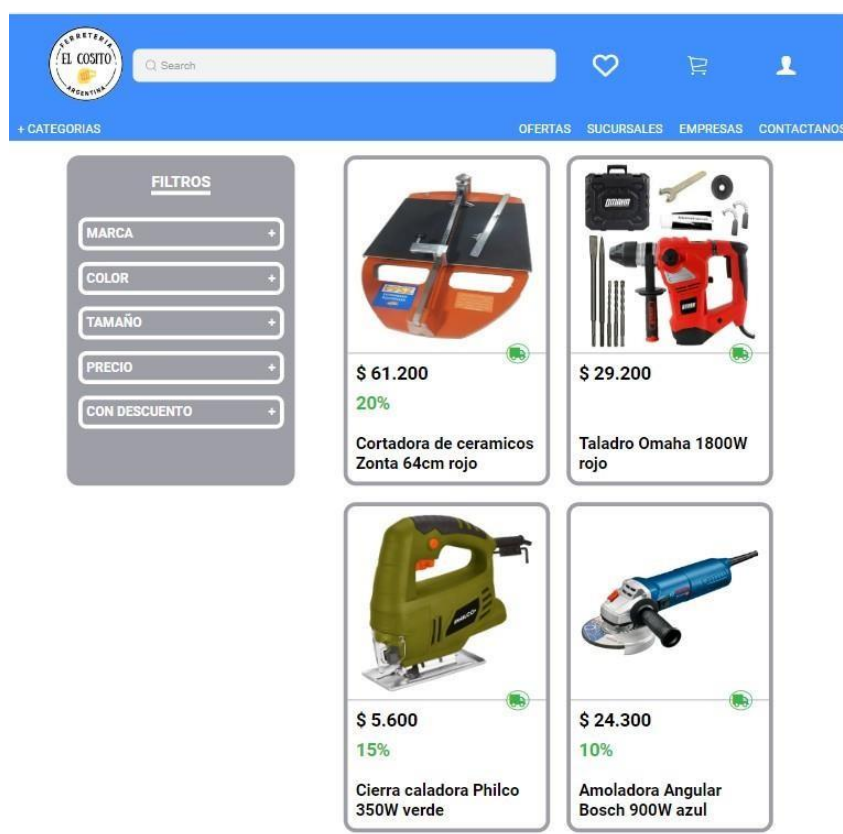 FERRETERIA
EL COSITO
ARGENTINA
Search
+ CATEGORIAS
OFERTAS SUCURSALES EMPRESAS CONTACTANOS
FILTROS
MARCA +
COLOR +
TAMAÑO +
PRECIO +
CON DESCUENTO +
OMAHA
$ 61.200
20%
Cortadora de ceramicos
Zonta 64cm rojo
$ 29.200
Taladro Omaha 1800W
rojo
PHILCO
$ 5.600
15%
Cierra caladora Philco
350W verde
$ 24.300
10%
Amoladora Angular
Bosch 900W azul